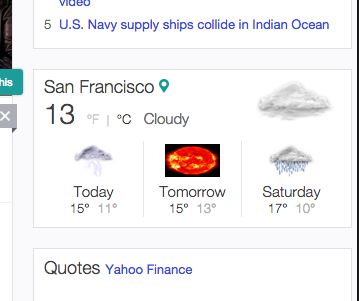 video
5 U.S. Navy supply ships collide in Indian Ocean
his
San Francisco
13 °F | °C Cloudy
Today Tomorrow Saturday
15° 11° 15° 13° 17° 10°
Quotes Yahoo Finance